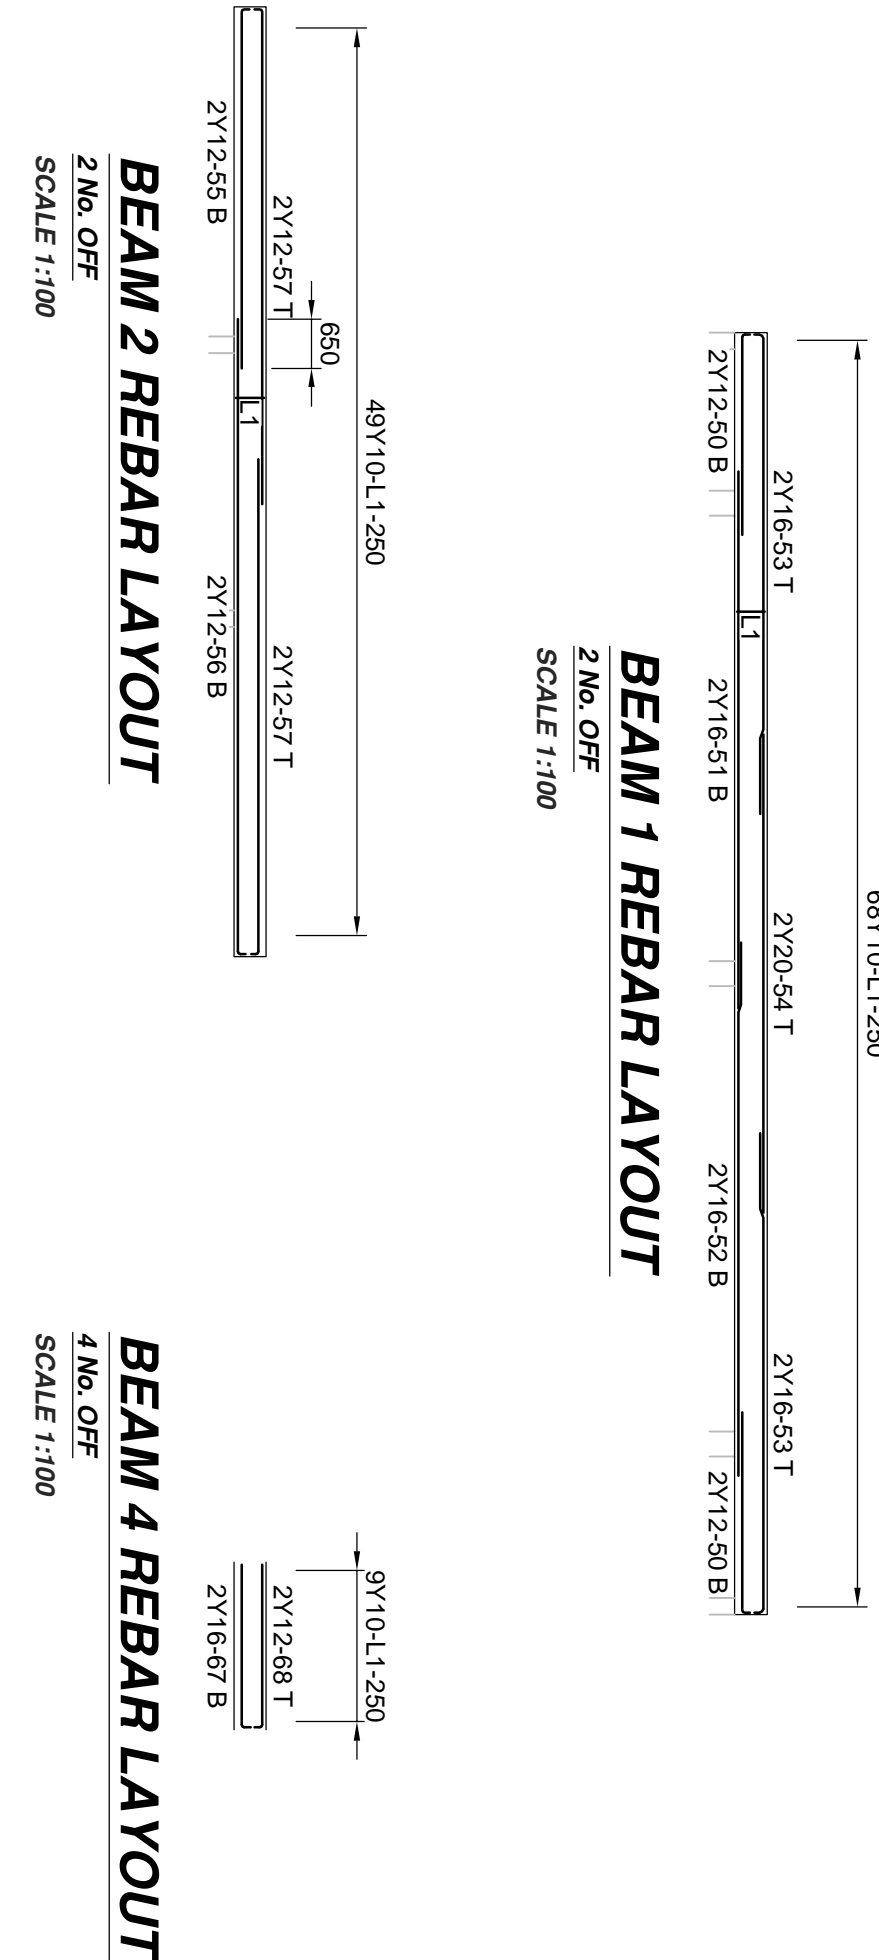 68Y10-L1-250
2Y16-53 T
2Y20-54 T
2Y16-53 T
L1
2Y12-50 B
2Y16-51 B
2Y16-52 B
2Y12-50 B
BEAM 1 REBAR LAYOUT
2 No. OFF
SCALE 1:100
49Y10-L1-250
650
2Y12-57 T
2Y12-57 T
L1
2Y12-55 B
2Y12-56 B
BEAM 2 REBAR LAYOUT
2 No. OFF
SCALE 1:100
9Y10-L1-250
2Y12-68 T
2Y16-67 B
BEAM 4 REBAR LAYOUT
4 No. OFF
SCALE 1:100